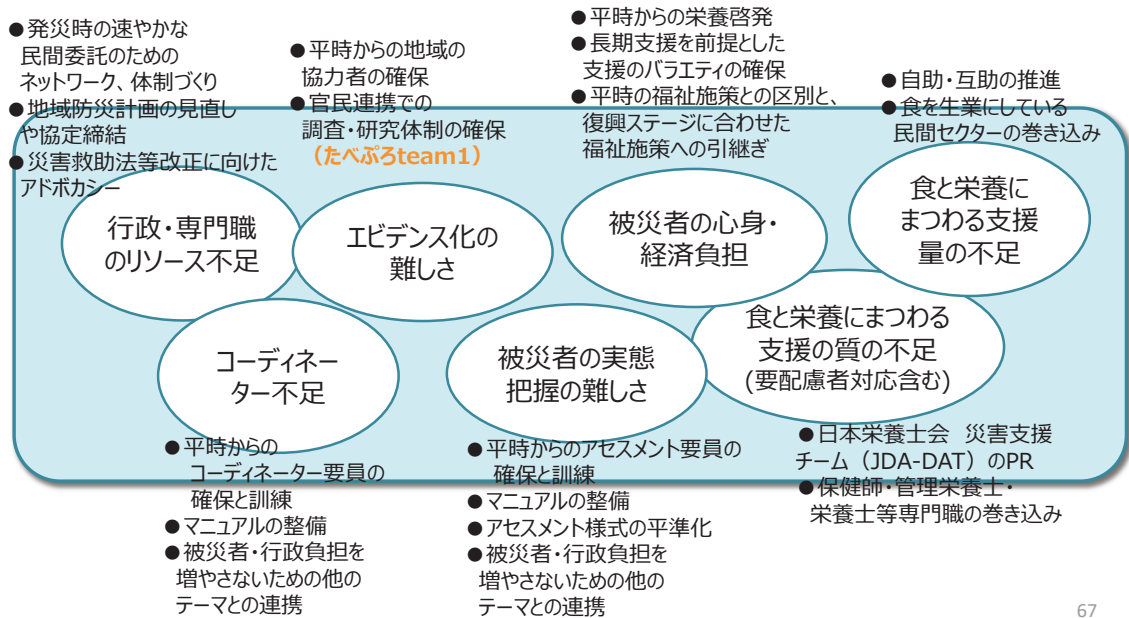 ●発災時の速やかな
民間委託のための
ネットワーク、体制づくり
●地域防災計画の見直し
や協定締結
●災害救助法等改正に向けた
アドボカシー
●平時からの地域の
協力者の確保
●官民連携での
調査・研究体制の確保
（たべぷろteam1）
●平時からの栄養啓発
●長期支援を前提とした
支援のバラエティの確保
●平時の福祉施策との区別と、
復興ステージに合わせた
福祉施策への引継ぎ
●自助・互助の推進
●食を生業にしている
民間セクターの巻き込み
行政・専門職
のリソース不足
エビデンス化の
難しさ
被災者の心身・
経済負担
食と栄養に
まつわる支援
量の不足
コーディネー
ター不足
被災者の実態
把握の難しさ
食と栄養にまつわる
支援の質の不足
(要配慮者対応含む)
●平時からの
コーディネーター要員の
確保と訓練
●マニュアルの整備
●被災者・行政負担を
増やさないための他の
テーマとの連携
●平時からのアセスメント要員の
確保と訓練
●マニュアルの整備
●アセスメント様式の平準化
●被災者・行政負担を
増やさないための他の
テーマとの連携
●日本栄養士会　災害支援
チーム（JDA-DAT）のPR
●保健師・管理栄養士・
栄養士等専門職の巻き込み
67